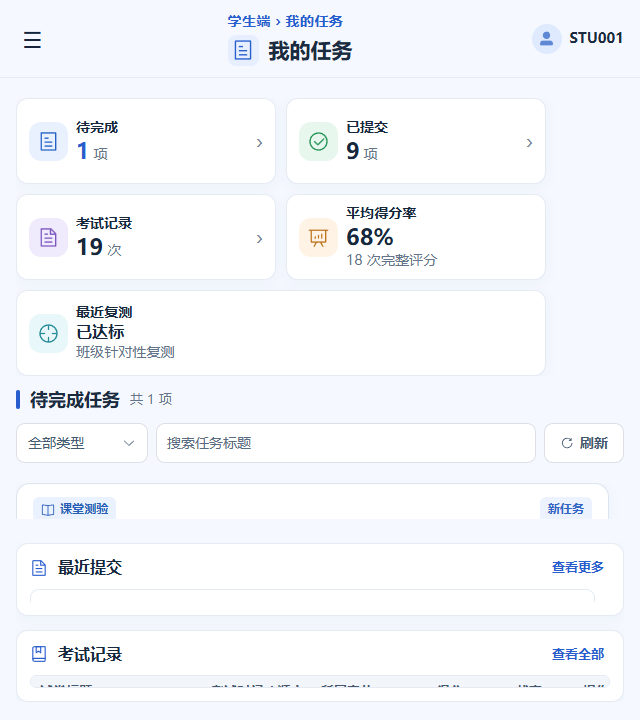 学生端 › 我的任务
我的任务
STU001
待完成
1 项
已提交
9 项
考试记录
19 次
平均得分率
68%
18 次完整评分
最近复测
已达标
班级针对性复测
待完成任务 共 1 项
全部类型
搜索任务标题
刷新
课堂测验
新任务
最近提交
查看更多
考试记录
查看全部